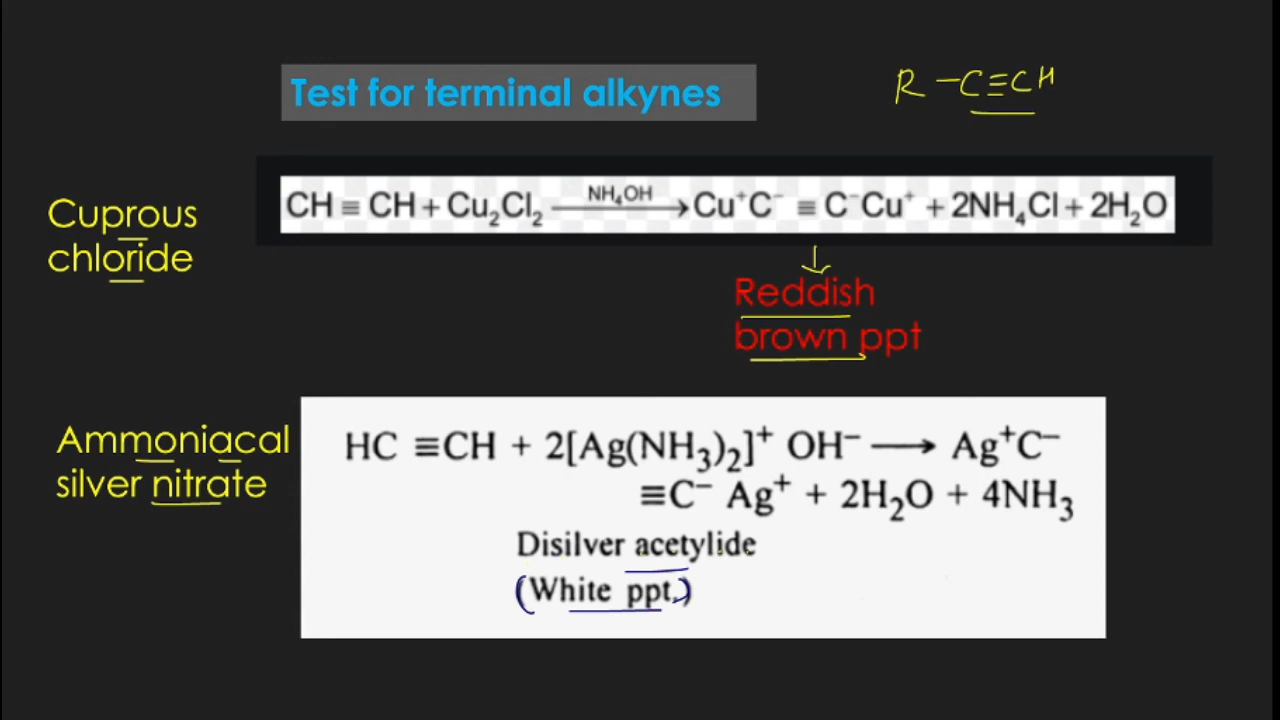 Test for terminal alkynes
R-C≡CH
Cuprous
chloride
CH ≡ CH + Cu₂Cl₂ —NH₄OH→ Cu⁺C⁻ ≡ C⁻Cu⁺ + 2NH₄Cl + 2H₂O
Reddish
brown ppt
Ammoniacal
silver nitrate
HC ≡CH + 2[Ag(NH₃)₂]⁺ OH⁻ ⟶ Ag⁺C⁻
≡C⁻ Ag⁺ + 2H₂O + 4NH₃
Disilver acetylide
(White ppt.)